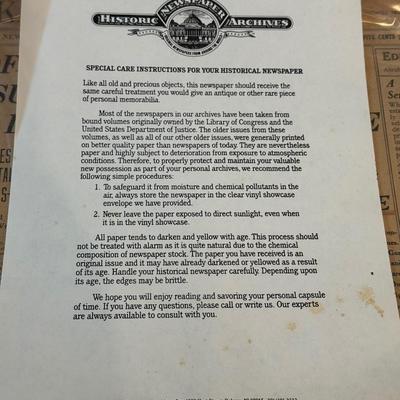 HISTORIC NEWSPAPER ARCHIVES
SPECIAL CARE INSTRUCTIONS FOR YOUR HISTORICAL NEWSPAPER
Like all old and precious objects, this newspaper should receive the
same careful treatment you would give an antique or other rare piece
of personal memorabilia.
Most of the newspapers in our archives have been taken from
bound volumes originally owned by the Library of Congress and the
United States Department of Justice. The older issues from these
volumes, as well as all of our other older issues, were generally printed
on better quality paper than newspapers of today. They are nevertheless
paper and highly subject to deterioration from exposure to atmospheric
conditions. Therefore, to properly protect and maintain your valuable
new possession as part of your personal archives, we recommend the
following simple procedures:
1. To safeguard it from moisture and chemical pollutants in the
air, always store the newspaper in the clear vinyl showcase
envelope we have provided.
2. Never leave the paper exposed to direct sunlight, even when
it is in the vinyl showcase.
All paper tends to darken and yellow with age. This process should
not be treated with alarm as it is quite natural due to the chemical
composition of newspaper stock. The paper you have received is an
original issue and it may have already darkened or yellowed as a result
of its age. Handle your historical newspaper carefully. Depending upon
its age, the edges may be brittle.
We hope you will enjoy reading and savoring your personal capsule
of time. If you have any questions, please call or write us. Our experts
are always available to consult with you.